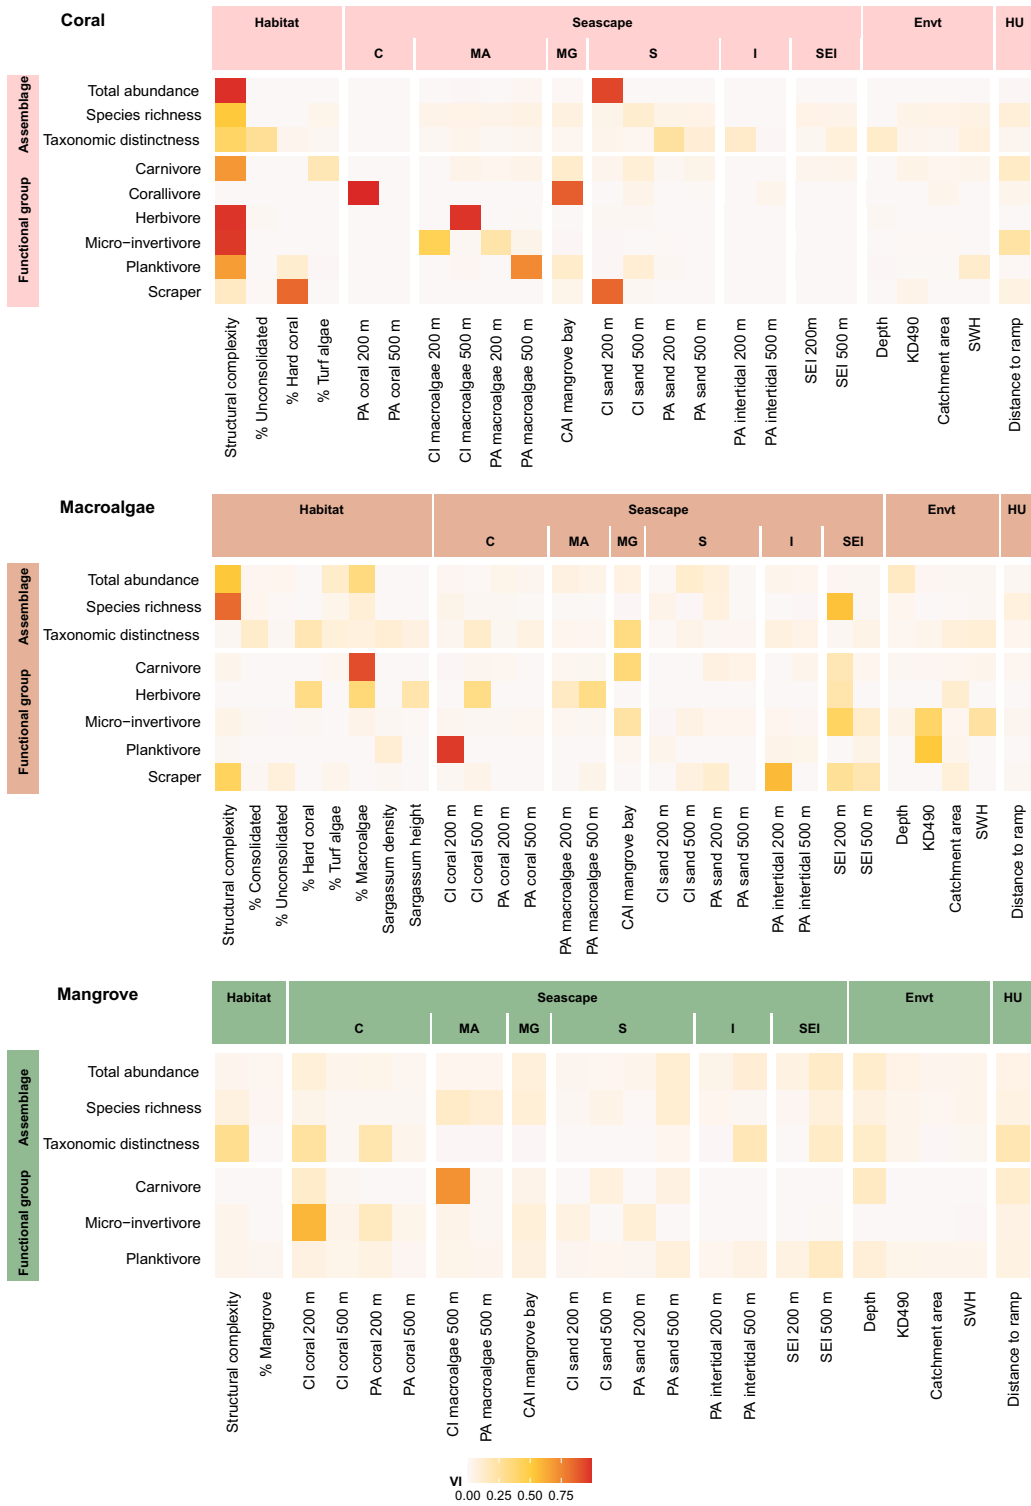 Coral
Habitat
Seascape
Envt
HU
C
MA
MG
S
I
SEI
Assemblage
Total abundance
Species richness
Taxonomic distinctness
Functional group
Carnivore
Corallivore
Herbivore
Micro−invertivore
Planktivore
Scraper
Structural complexity
% Unconsolidated
% Hard coral
% Turf algae
PA coral 200 m
PA coral 500 m
CI macroalgae 200 m
CI macroalgae 500 m
PA macroalgae 200 m
PA macroalgae 500 m
CAI mangrove bay
CI sand 200 m
CI sand 500 m
PA sand 200 m
PA sand 500 m
PA intertidal 200 m
PA intertidal 500 m
SEI 200m
SEI 500 m
Depth
KD490
Catchment area
SWH
Distance to ramp
Macroalgae
Habitat
Seascape
Envt
HU
C
MA
MG
S
I
SEI
Assemblage
Total abundance
Species richness
Taxonomic distinctness
Functional group
Carnivore
Herbivore
Micro−invertivore
Planktivore
Scraper
Structural complexity
% Consolidated
% Unconsolidated
% Hard coral
% Turf algae
% Macroalgae
Sargassum density
Sargassum height
CI coral 200 m
CI coral 500 m
PA coral 200 m
PA coral 500 m
PA macroalgae 200 m
PA macroalgae 500 m
CAI mangrove bay
CI sand 200 m
CI sand 500 m
PA sand 200 m
PA sand 500 m
PA intertidal 200 m
PA intertidal 500 m
SEI 200 m
SEI 500 m
Depth
KD490
Catchment area
SWH
Distance to ramp
Mangrove
Habitat
Seascape
Envt
HU
C
MA
MG
S
I
SEI
Assemblage
Total abundance
Species richness
Taxonomic distinctness
Functional group
Carnivore
Micro−invertivore
Planktivore
Structural complexity
% Mangrove
CI coral 200 m
CI coral 500 m
PA coral 200 m
PA coral 500 m
CI macroalgae 500 m
PA macroalgae 500 m
CAI mangrove bay
CI sand 200 m
CI sand 500 m
PA sand 200 m
PA sand 500 m
PA intertidal 200 m
PA intertidal 500 m
SEI 200 m
SEI 500 m
Depth
KD490
Catchment area
SWH
Distance to ramp
VI
0.00 0.25 0.50 0.75